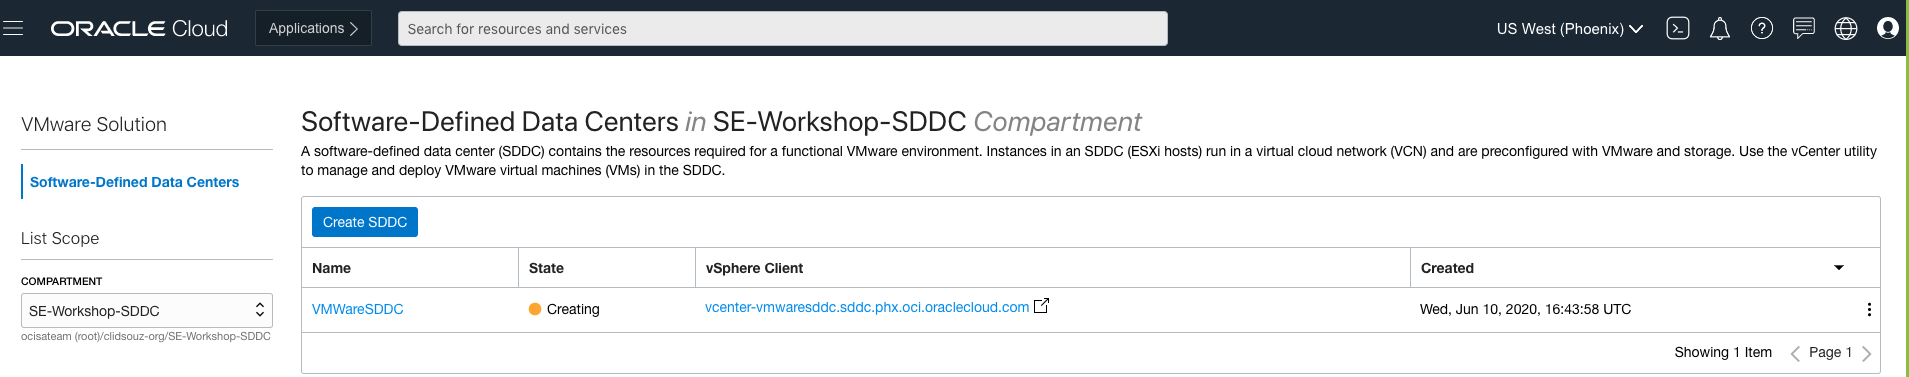 ORACLE Cloud
Applications
Search for resources and services
US West (Phoenix)
VMware Solution
Software-Defined Data Centers
List Scope
COMPARTMENT
SE-Workshop-SDDC
ocisateam (root)/clidsouz-org/SE-Workshop-SDDC
Software-Defined Data Centers in SE-Workshop-SDDC Compartment
A software-defined data center (SDDC) contains the resources required for a functional VMware environment. Instances in an SDDC (ESXi hosts) run in a virtual cloud network (VCN) and are preconfigured with VMware and storage. Use the vCenter utility
to manage and deploy VMware virtual machines (VMs) in the SDDC.
Create SDDC
Name State vSphere Client Created
VMWareSDDC Creating vcenter-vmwaresddc.sddc.phx.oci.oraclecloud.com Wed, Jun 10, 2020, 16:43:58 UTC
Showing 1 Item Page 1